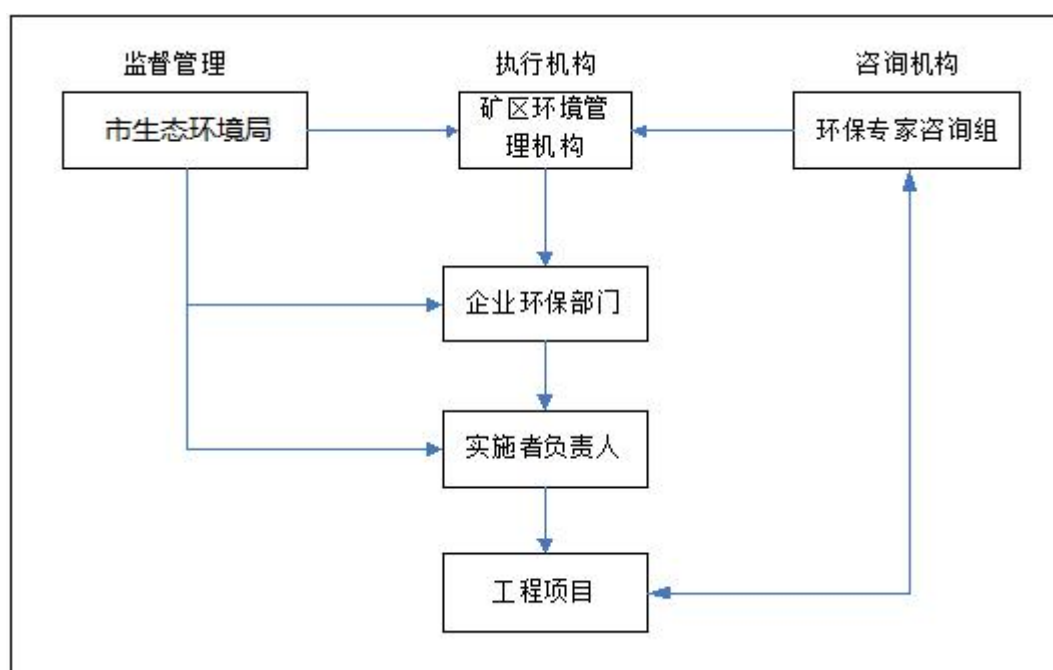 监督管理
执行机构
咨询机构
市生态环境局
矿区环境管
理机构
环保专家咨询组
企业环保部门
实施者负责人
工程项目